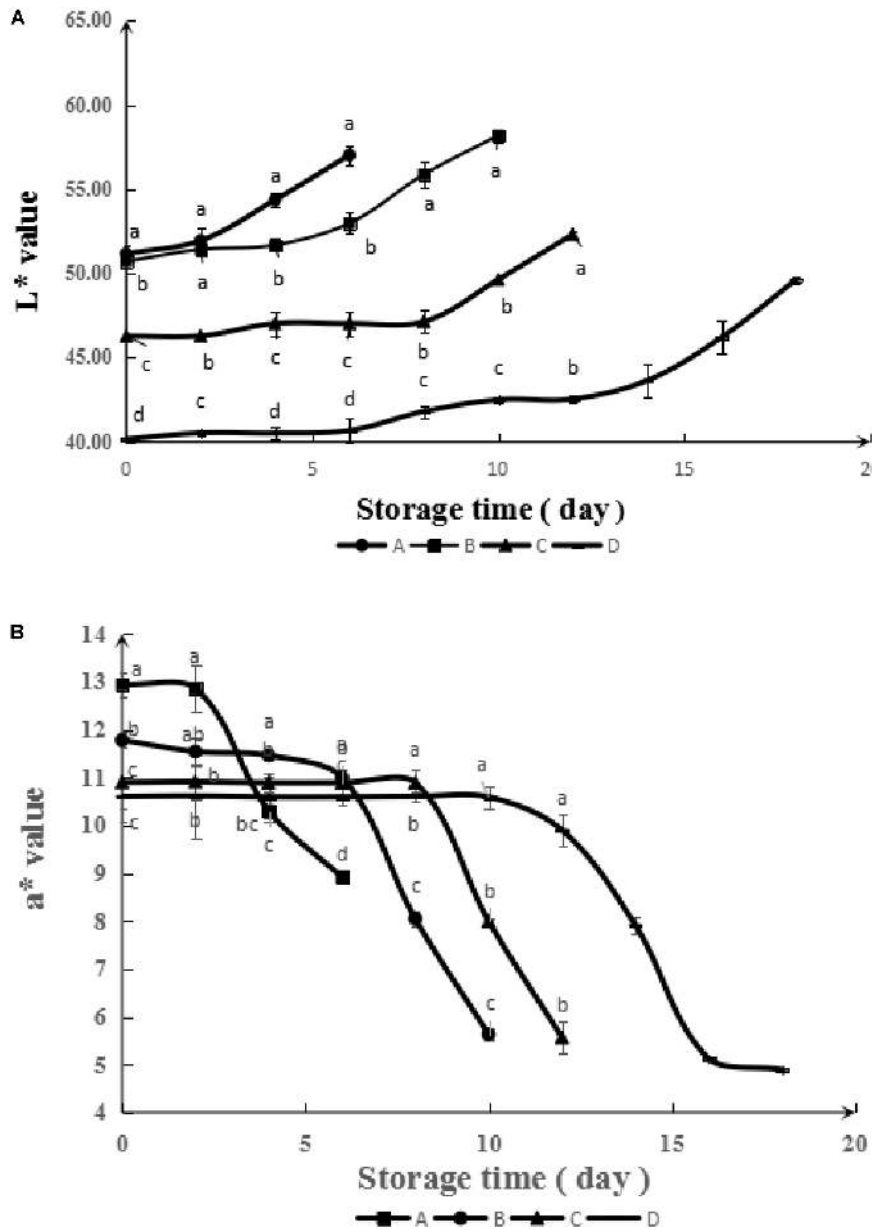 A
65.00
60.00
55.00
50.00
45.00
40.00
L* value
a a a a
b a b b a a
c b c c b b a
d c d d c c b
0 5 10 15 20
Storage time ( day )
A B C D
B
14
13
12
11
10
9
8
7
6
5
4
a* value
a a
b ab a a a
b c
c b a
c b bc c d b
c b
c b
0 5 10 15 20
Storage time ( day )
A B C D